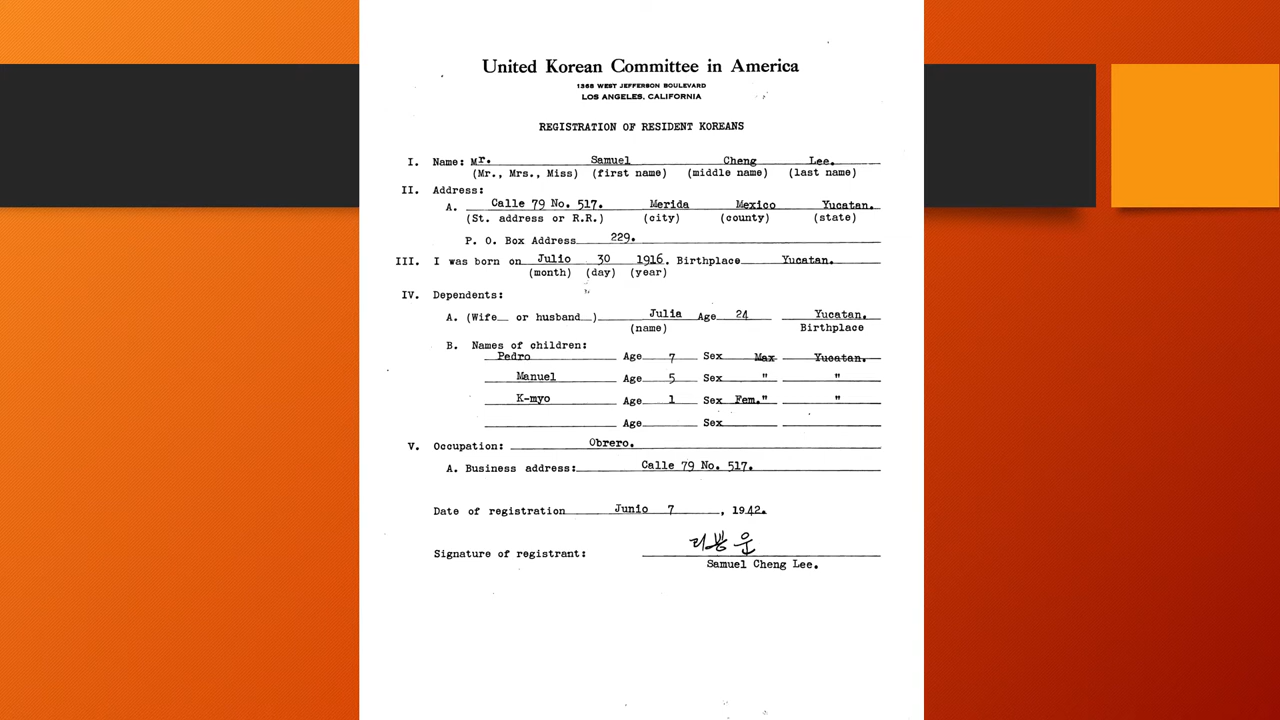 United Korean Committee in America
1368 WEST JEFFERSON BOULEVARD
LOS ANGELES, CALIFORNIA
REGISTRATION OF RESIDENT KOREANS
I. Name: Mr. Samuel Cheng Lee.
(Mr., Mrs., Miss) (first name) (middle name) (last name)
II. Address:
A. Calle 79 No. 517. Merida Mexico Yucatan.
(St. address or R.R.) (city) (county) (state)
P. O. Box Address 229.
III. I was born on Julio 30 1916. Birthplace Yucatan.
(month) (day) (year)
IV. Dependents:
A. (Wife or husband ) Julia Age 24 Yucatan.
(name) Birthplace
B. Names of children:
Pedro Age 7 Sex Max Yucatan.
Manuel Age 5 Sex " "
K-myo Age 1 Sex Fem." "
Age Sex
V. Occupation: Obrero.
A. Business address: Calle 79 No. 517.
Date of registration Junio 7 , 1942.
리 운
Signature of registrant:
Samuel Cheng Lee.